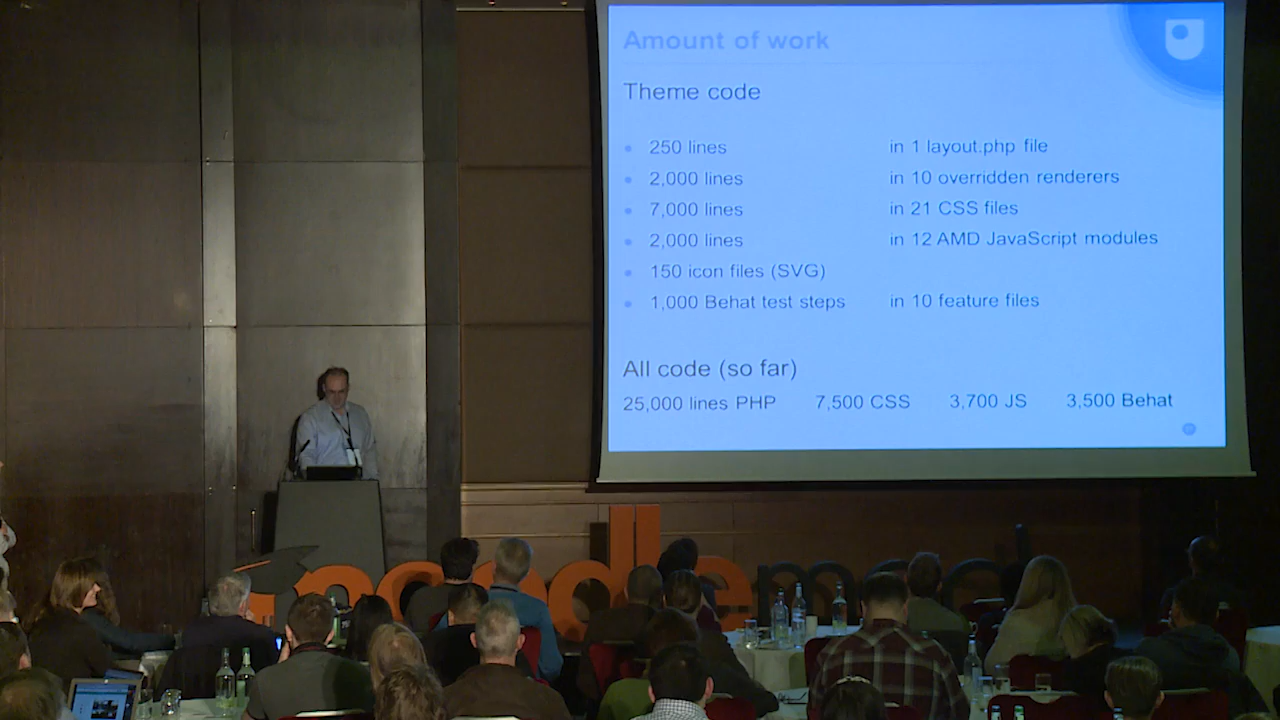 Amount of work
Theme code
250 lines in 1 layout.php file
2,000 lines in 10 overridden renderers
7,000 lines in 21 CSS files
2,000 lines in 12 AMD JavaScript modules
150 icon files (SVG)
1,000 Behat test steps in 10 feature files
All code (so far)
25,000 lines PHP 7,500 CSS 3,700 JS 3,500 Behat